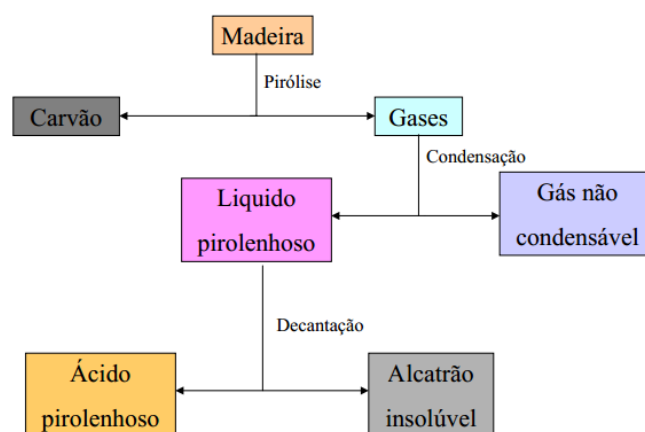 Madeira
Pirólise
Carvão
Gases
Condensação
Liquido
pirolenhoso
Gás não
condensável
Decantação
Ácido
pirolenhoso
Alcatrão
insolúvel